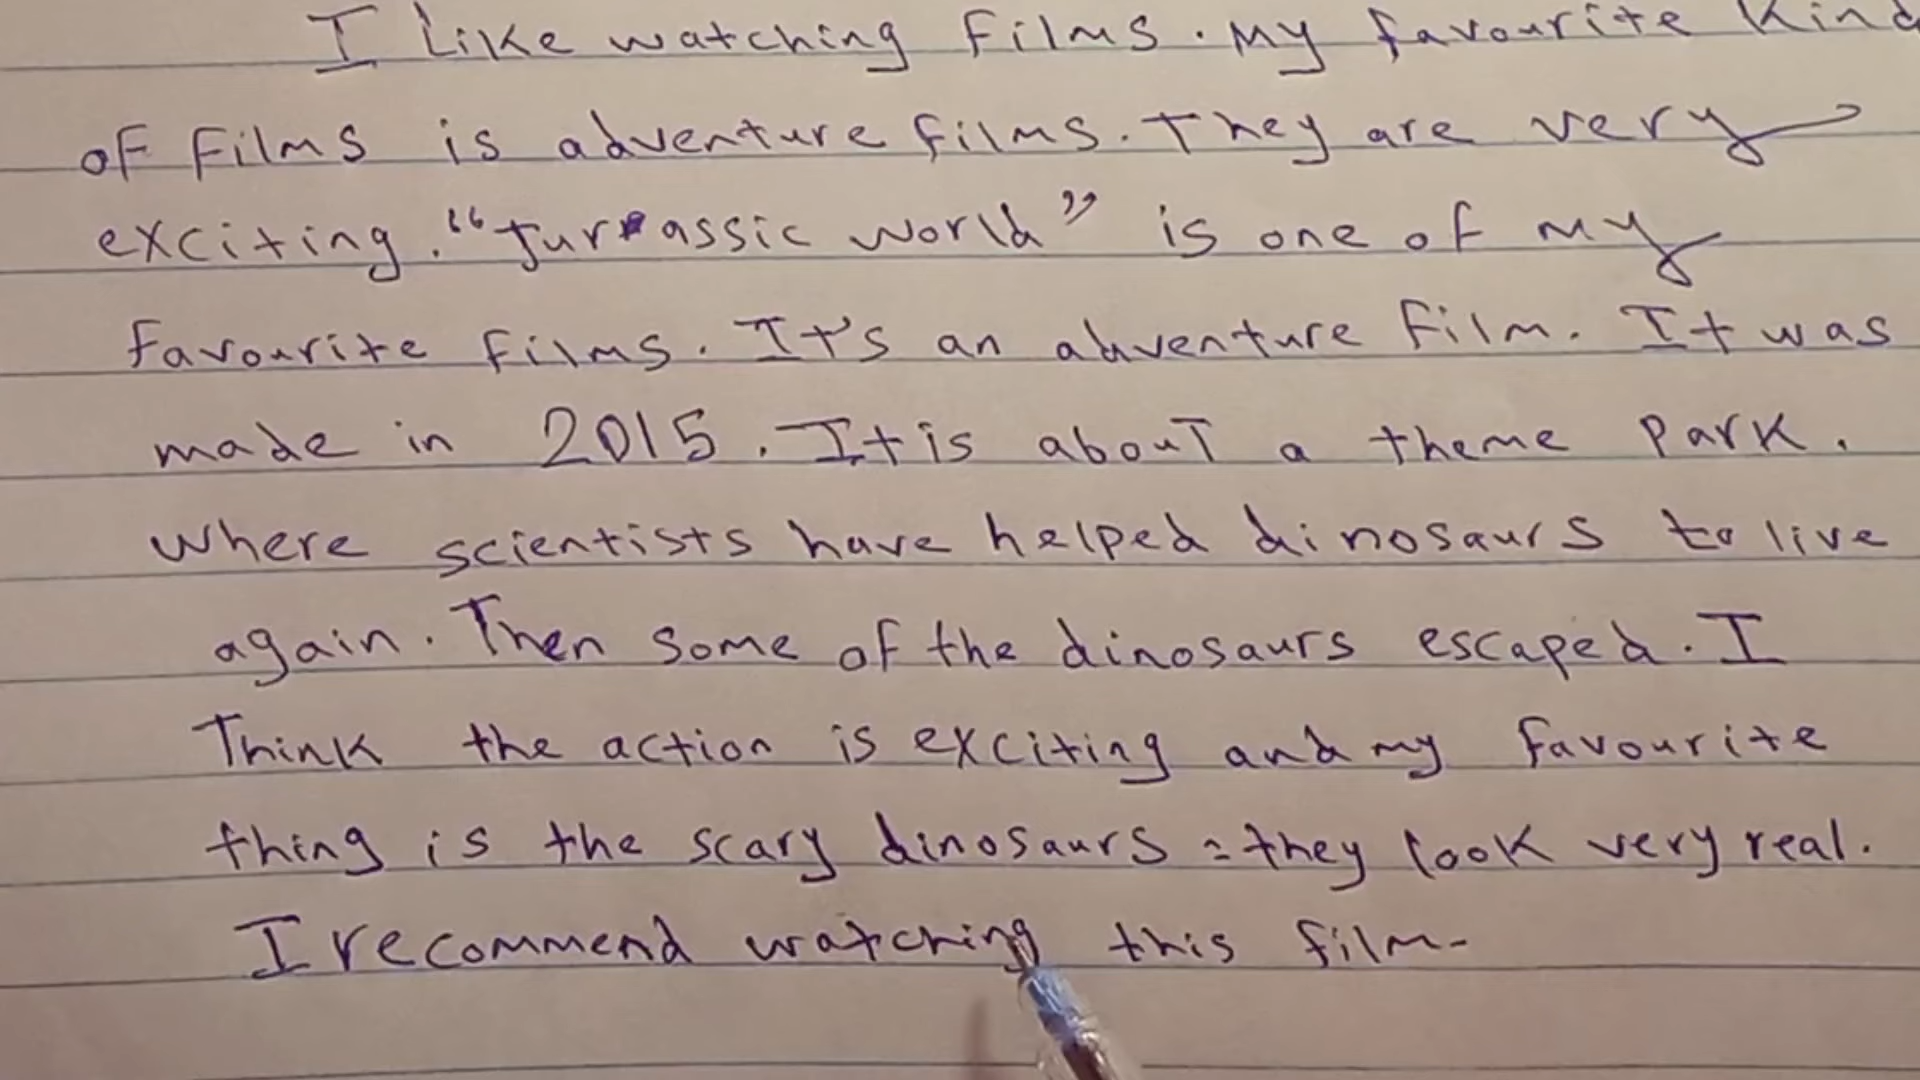 I like watching films. My favourite kind
of films is adventure films. They are very
exciting. "Jurassic world" is one of my
favourite films. It's an adventure film. It was
made in 2015. It is about a theme park.
where scientists have helped dinosaurs to live
again. Then some of the dinosaurs escaped. I
Think the action is exciting and my favourite
thing is the scary dinosaurs = they look very real.
I recommend watching this film-